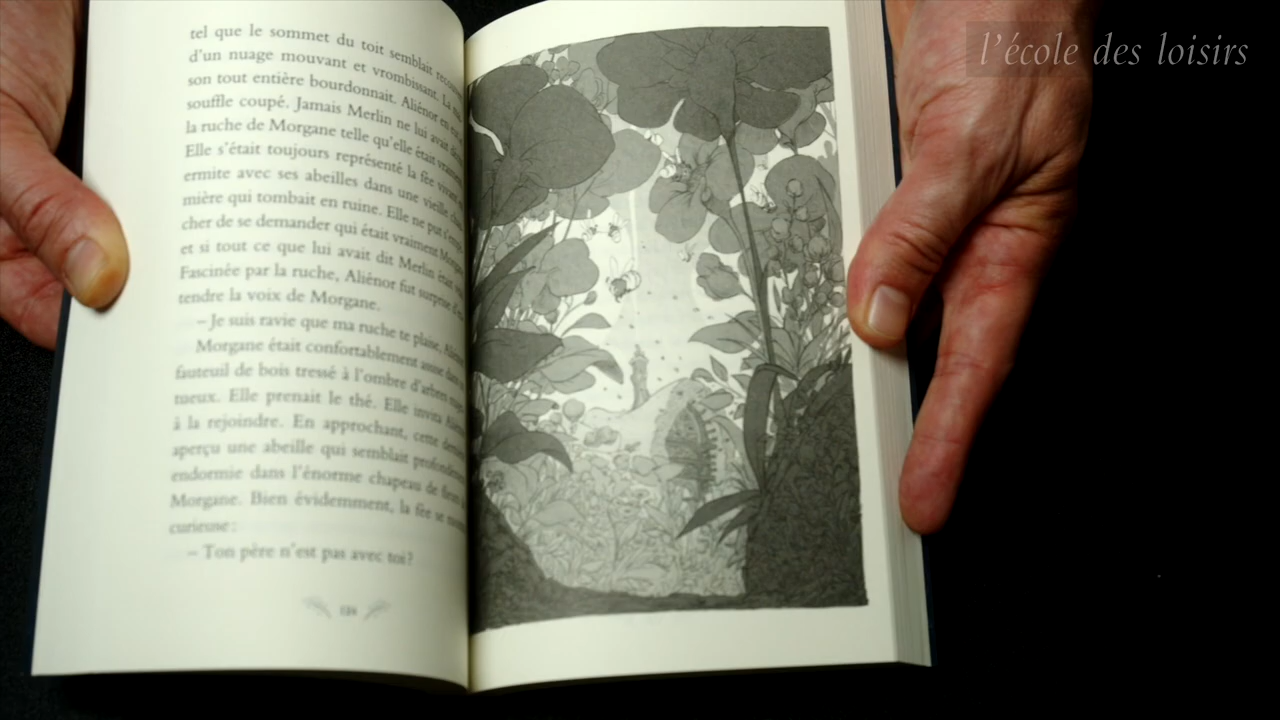 l'école des loisirs
tel que le sommet du toit semblait
d'un nuage mouvant et vrombissant. La
son tout entière bourdonnait. Aliénor en
souffle coupé. Jamais Merlin ne lui avait
la ruche de Morgane telle qu'elle était
Elle s'était toujours représenté la fée
ermite avec ses abeilles dans une vieille
mière qui tombait en ruine. Elle ne put
cher de se demander qui était vraiment
et si tout ce que lui avait dit Merlin était
Fascinée par la ruche, Aliénor fut surprise
tendre la voix de Morgane.
– Je suis ravie que ma ruche te plaise,
Morgane était confortablement assise dans
fauteuil de bois tressé à l'ombre d'arbres
tueux. Elle prenait le thé. Elle invita
à la rejoindre. En approchant, cette
aperçu une abeille qui semblait
endormie dans l'énorme chapeau de
Morgane. Bien évidemment, la fée se
curieuse :
– Ton père n'est pas avec toi ?